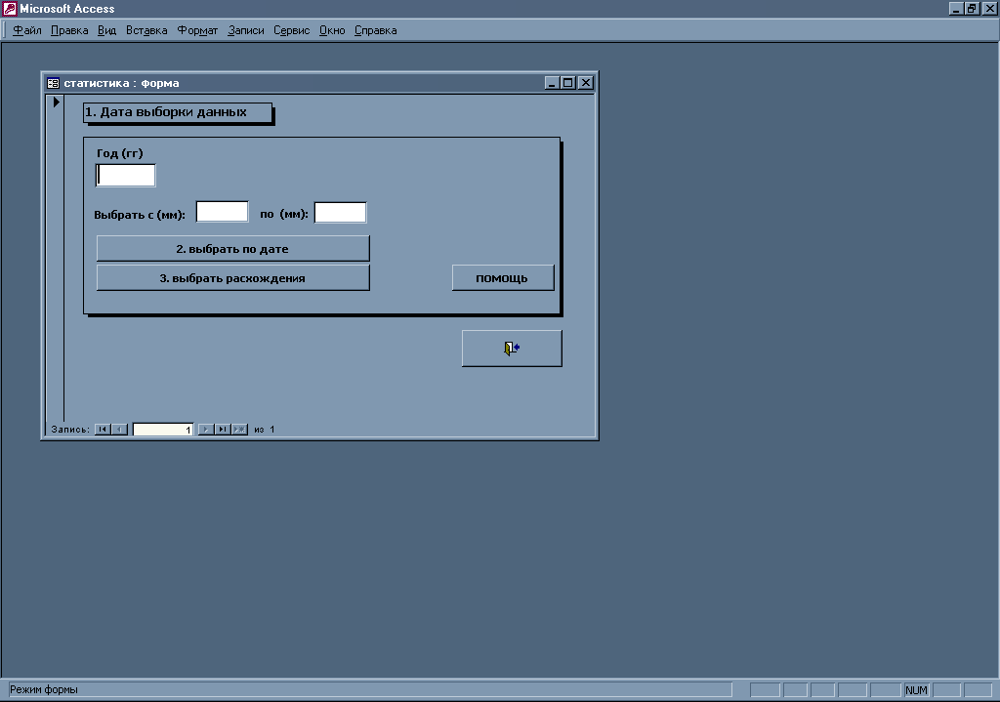 Microsoft Access
Файл Правка Вид Вставка Формат Записи Сервис Окно Справка
статистика : форма
1. Дата выборки данных
Год (гг)
Выбрать с (мм): по (мм):
2. выбрать по дате
3. выбрать расхождения
помощь
Запись: 1 из 1
Режим формы
NUM